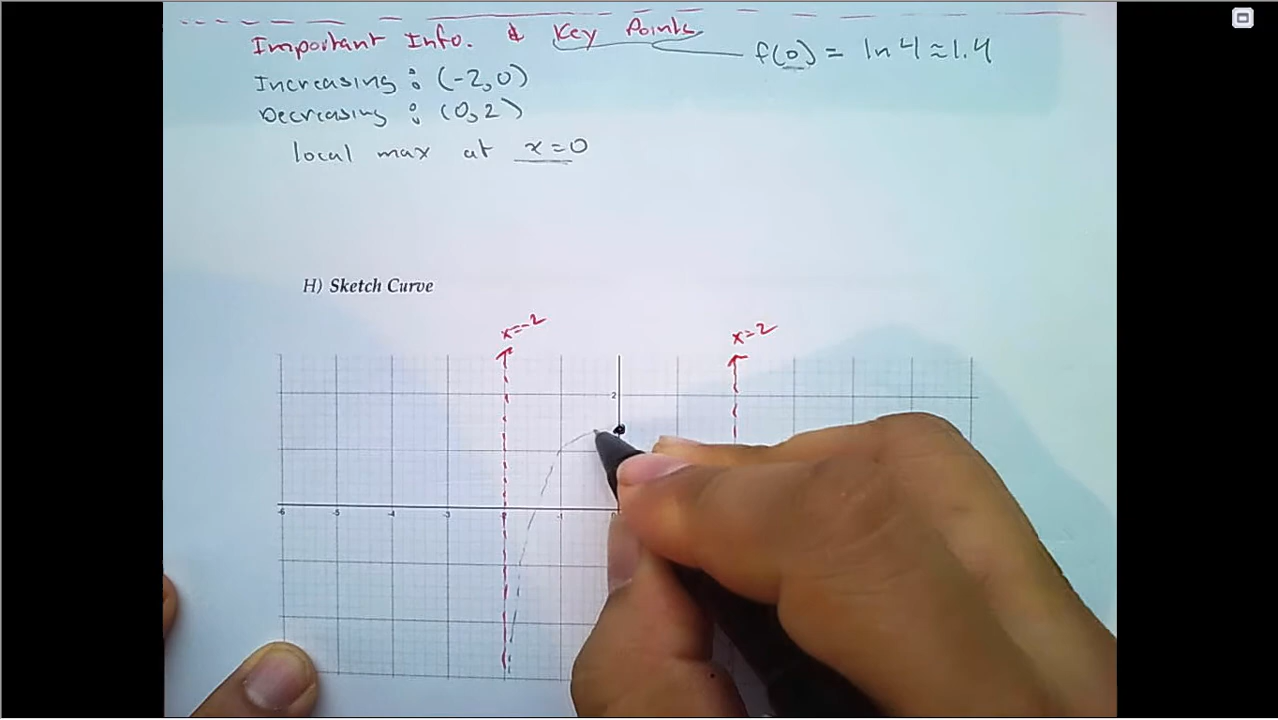 Important Info. & Key Points
f(0) = ln 4 ≈ 1.4
Increasing : (-2,0)
Decreasing : (0,2)
local max at x=0
H) Sketch Curve
x=-2
x=2
2
-6 -5 -4 -3 -1